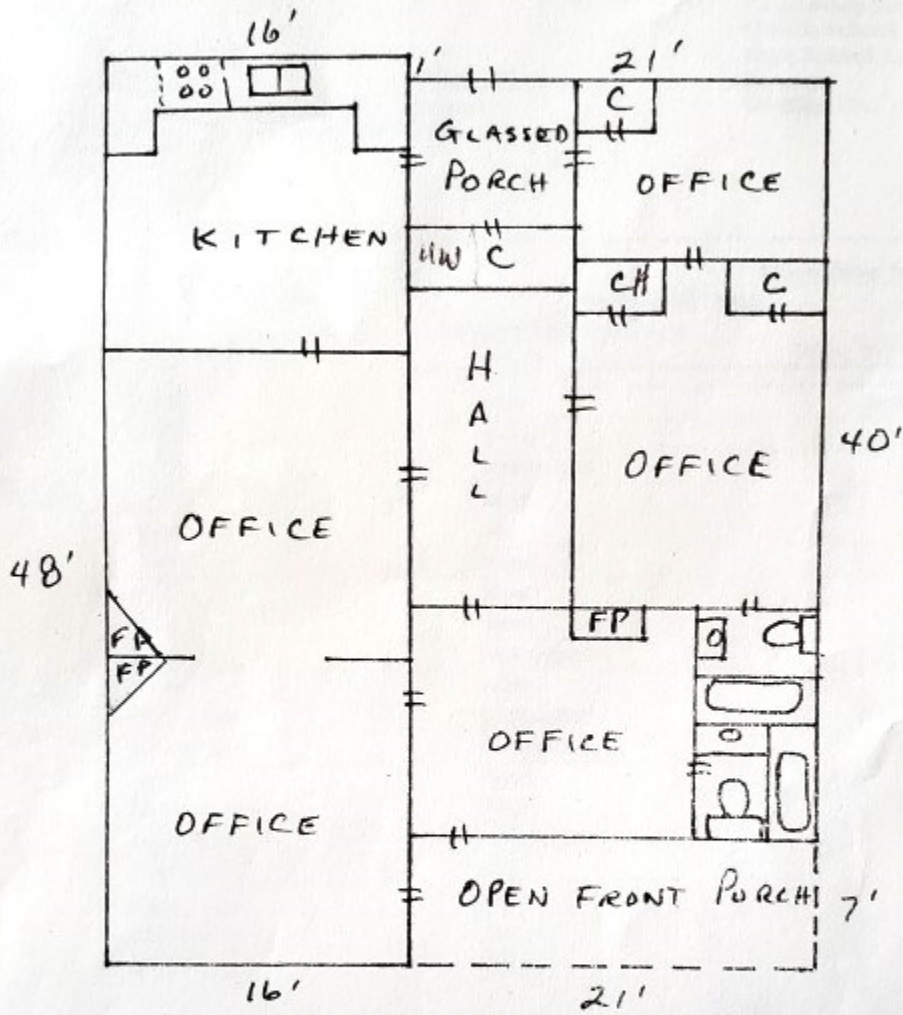 16'
1'
21'
C
GLASSED
PORCH
OFFICE
KITCHEN
HW C
CH
C
HALL
OFFICE
40'
OFFICE
48'
FP
FP
FP
OFFICE
OFFICE
OPEN FRONT PORCH
7'
16'
21'